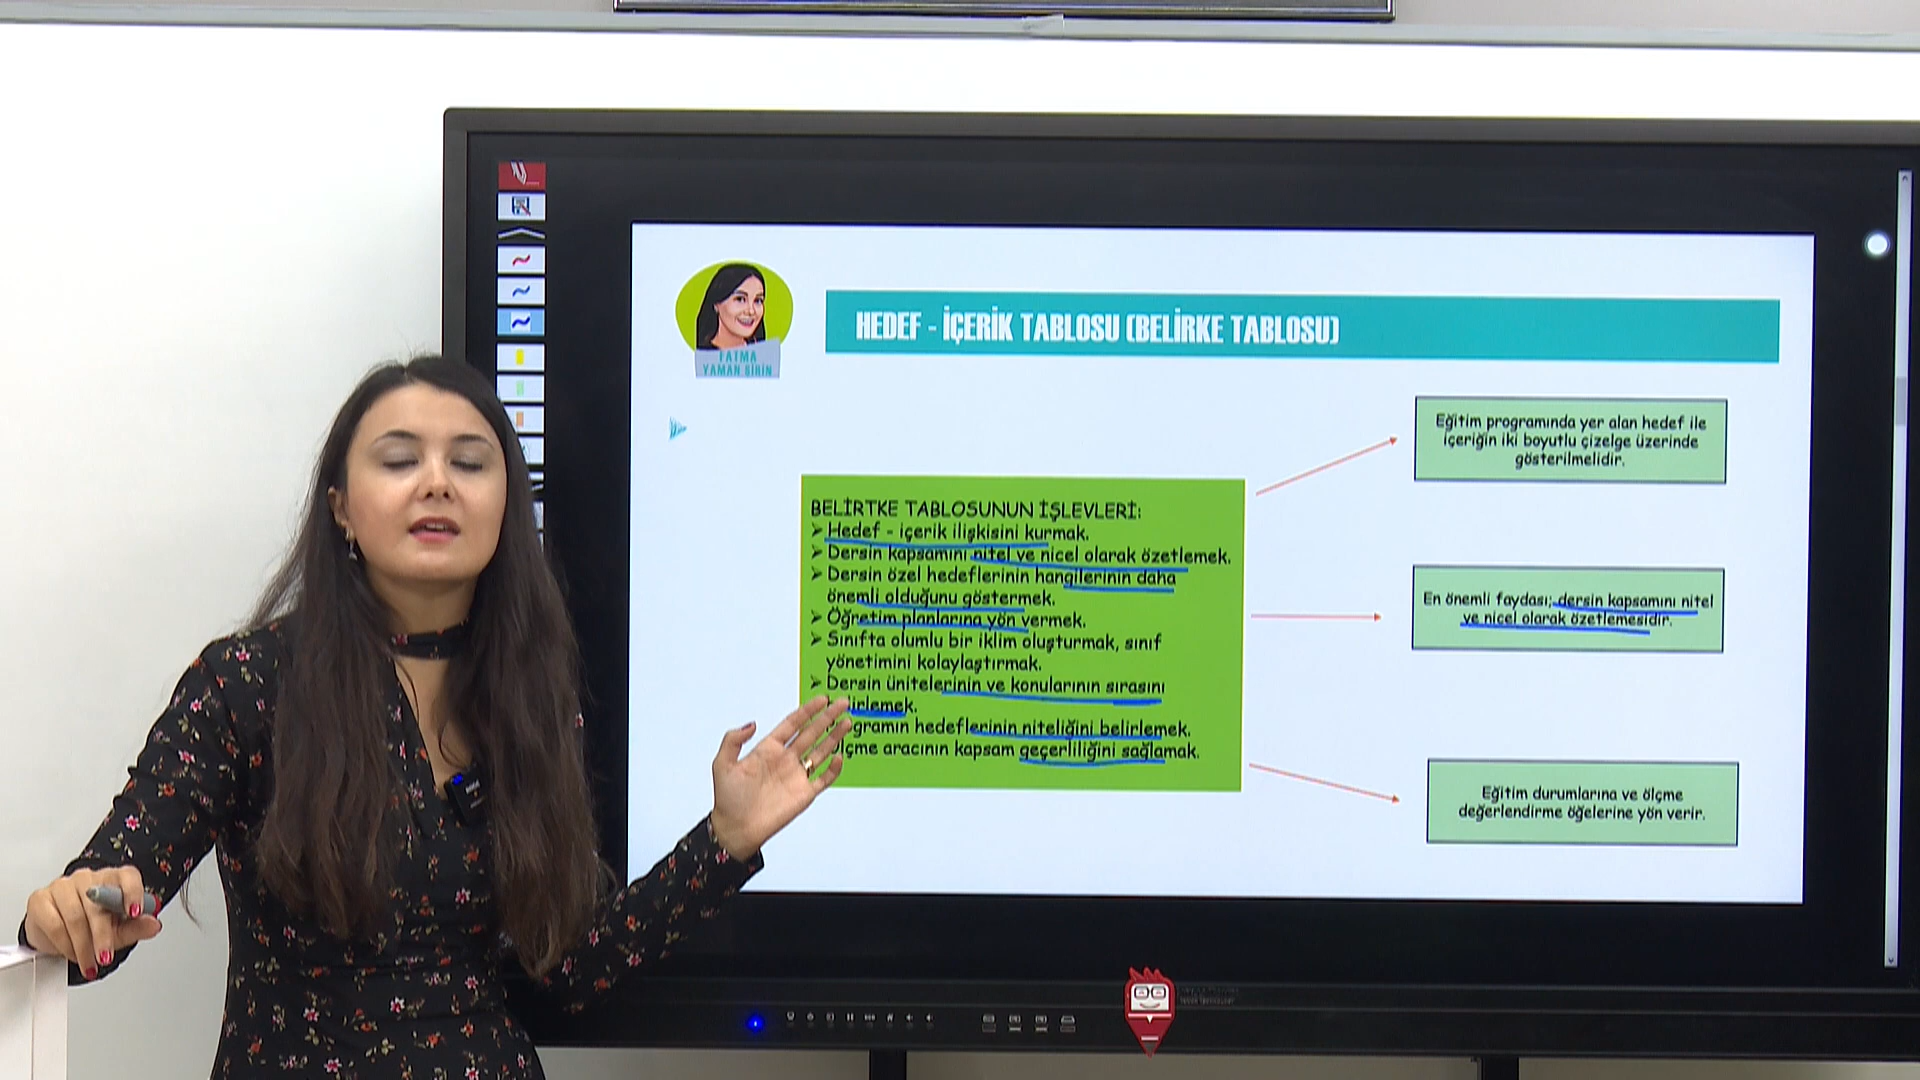 HEDEF - İÇERİK TABLOSU (BELİRKE TABLOSU)
FATMA
YAMAN ŞİRİN
Eğitim programında yer alan hedef ile
içeriğin iki boyutlu çizelge üzerinde
gösterilmelidir.
BELİRTKE TABLOSUNUN İŞLEVLERİ:
➢ Hedef - içerik ilişkisini kurmak.
➢ Dersin kapsamını nitel ve nicel olarak özetlemek.
➢ Dersin özel hedeflerinin hangilerinin daha
önemli olduğunu göstermek.
➢ Öğretim planlarına yön vermek.
➢ Sınıfta olumlu bir iklim oluşturmak, sınıf
yönetimini kolaylaştırmak.
➢ Dersin ünitelerinin ve konularının sırasını
belirlemek.
Programın hedeflerinin niteliğini belirlemek.
Ölçme aracının kapsam geçerliliğini sağlamak.
En önemli faydası; dersin kapsamını nitel
ve nicel olarak özetlemesidir.
Eğitim durumlarına ve ölçme
değerlendirme öğelerine yön verir.